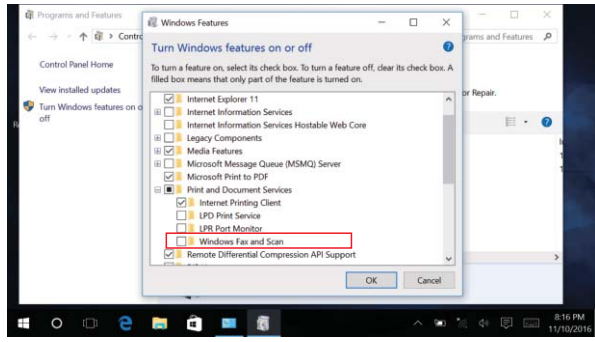 Programs and Features
Windows Features
Contro
rograms and Features
Control Panel Home
View installed updates
Turn Windows features on o
off
Turn Windows features on or off
To turn a feature on, select its check box. To turn a feature off, clear its check box. A
filled box means that only part of the feature is turned on.
or Repair.
Internet Explorer 11
Internet Information Services
Internet Information Services Hostable Web Core
Legacy Components
Media Features
Microsoft Message Queue (MSMQ) Server
Microsoft Print to PDF
Print and Document Services
Internet Printing Client
LPD Print Service
LPR Port Monitor
Windows Fax and Scan
Remote Differential Compression API Support
OK
Cancel
8:16 PM
11/10/2016